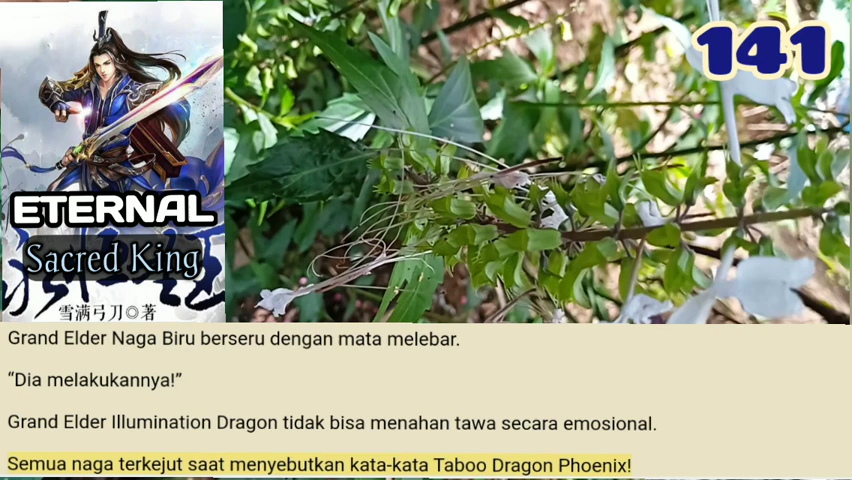 141
ETERNAL
Sacred King
雪满弓刀◎著
Grand Elder Naga Biru berseru dengan mata melebar.
“Dia melakukannya!”
Grand Elder Illumination Dragon tidak bisa menahan tawa secara emosional.
Semua naga terkejut saat menyebutkan kata-kata Taboo Dragon Phoenix!